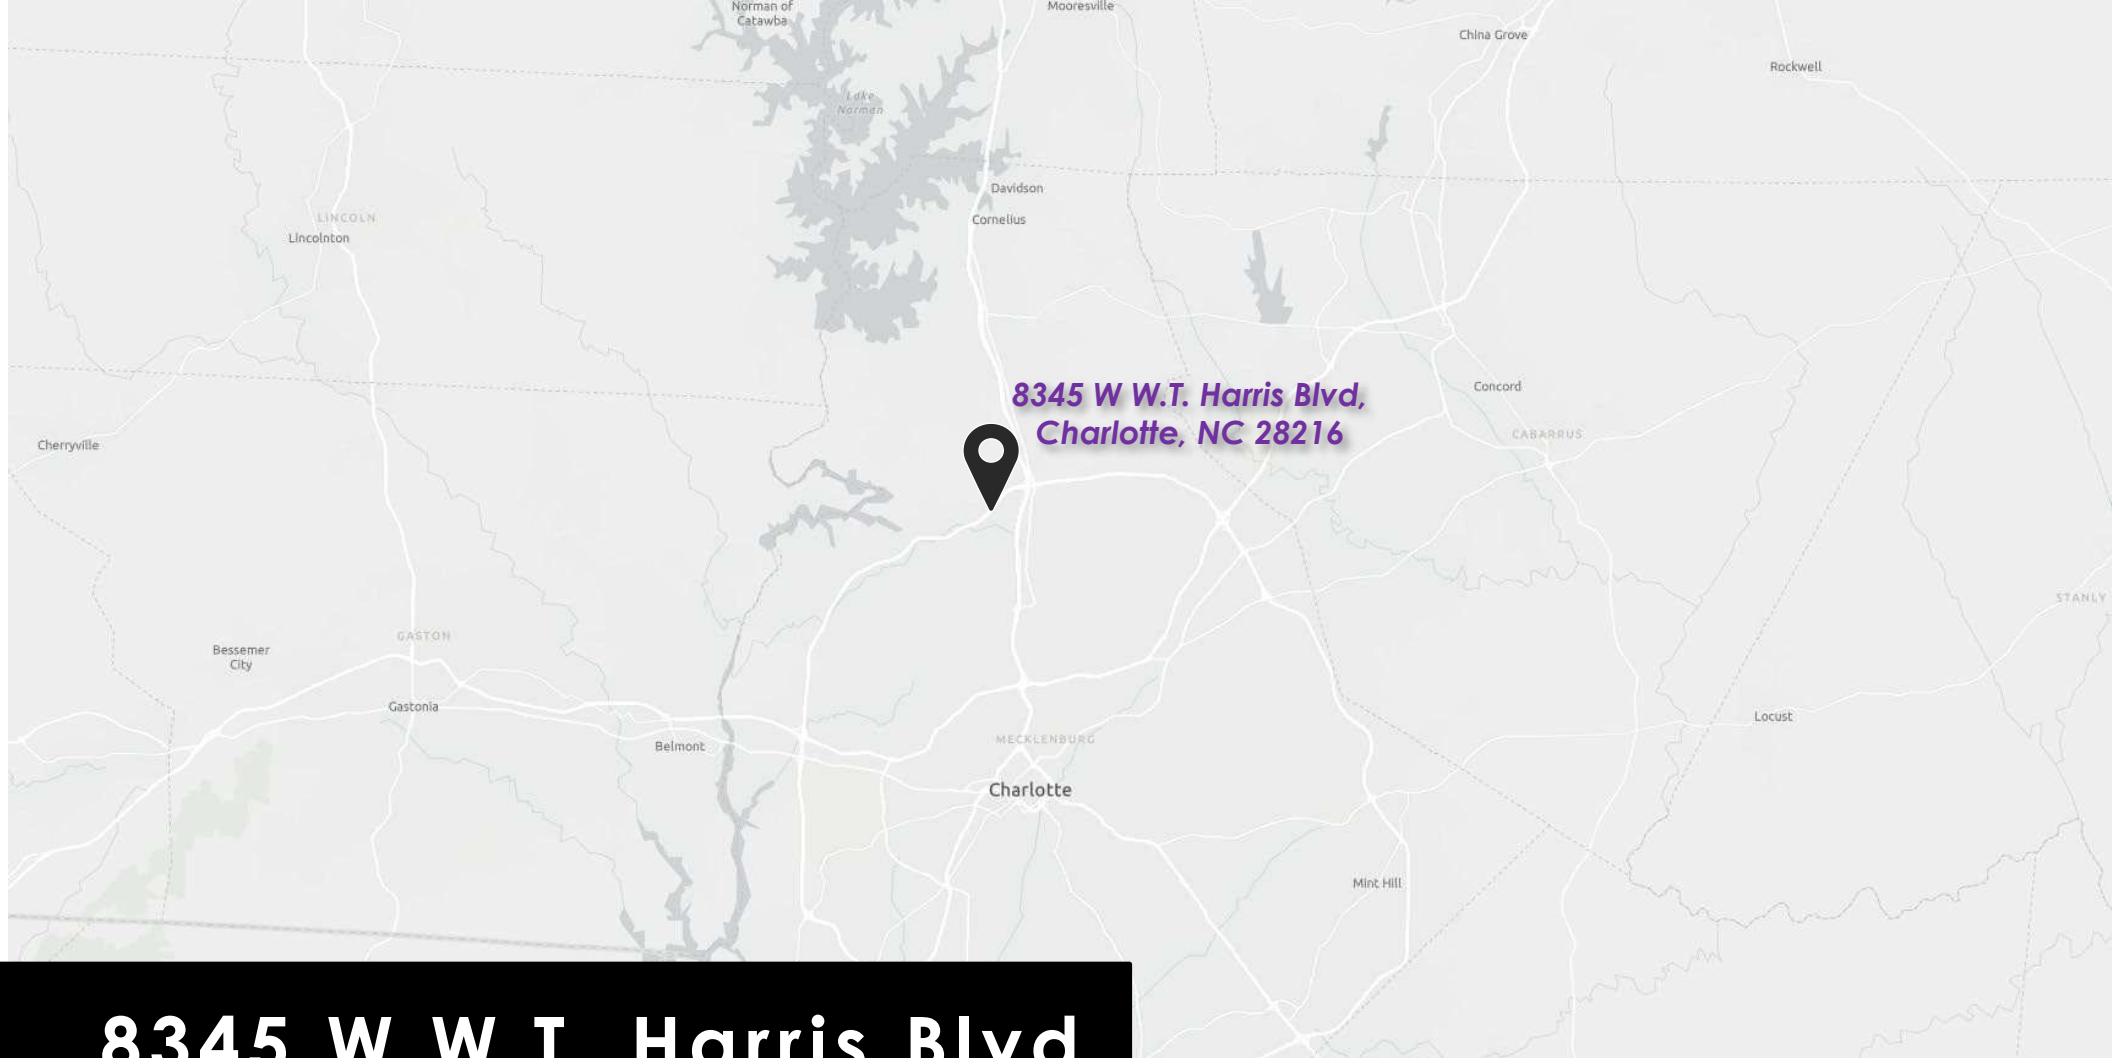 Norman of
Catawba
Mooresville
China Grove
Rockwell
Lake
Norman
Davidson
Cornelius
LINCOLN
Lincolnton
8345 W W.T. Harris Blvd,
Charlotte, NC 28216
Concord
CABARRUS
Cherryville
STANLY
GASTON
Bessemer
City
Gastonia
Locust
Belmont
MECKLENBURG
Charlotte
Mint Hill
8345 W W.T. Harris Blvd